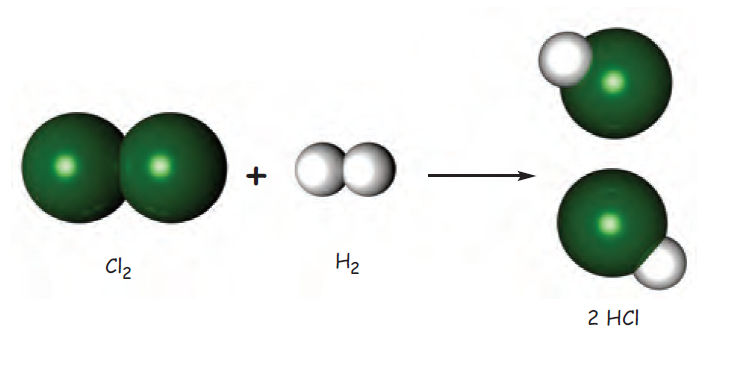 +
Cl₂
H₂
2 HCl